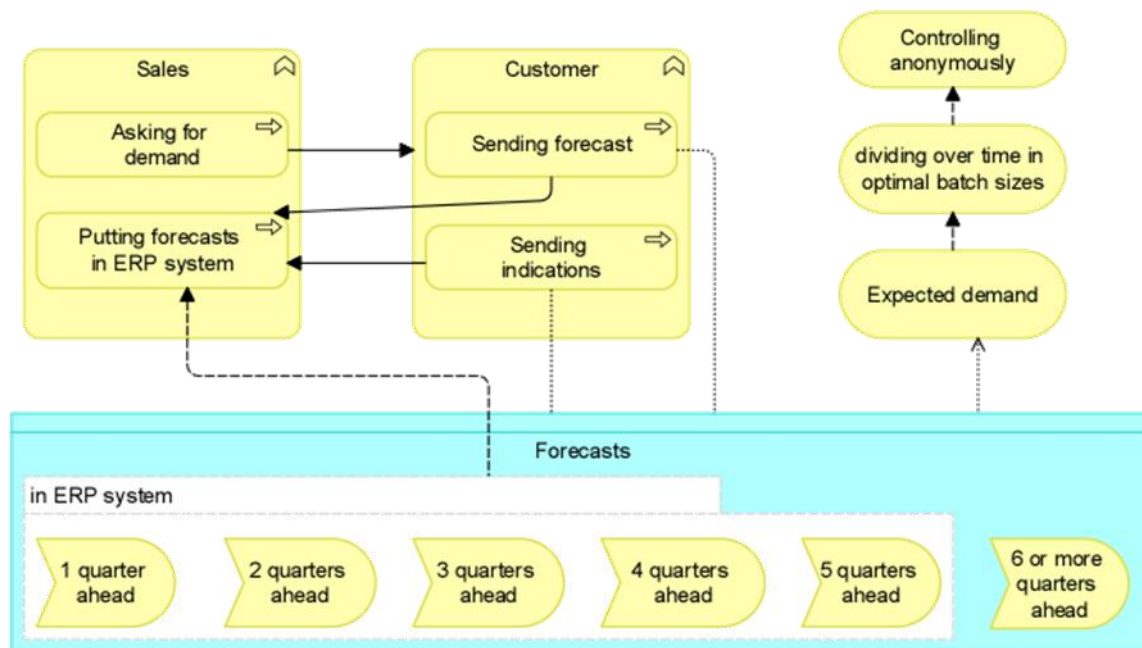 Sales
Asking for
demand
Putting forecasts
in ERP system
Customer
Sending forecast
Sending
indications
Controlling
anonymously
dividing over time in
optimal batch sizes
Expected demand
Forecasts
in ERP system
1 quarter
ahead
2 quarters
ahead
3 quarters
ahead
4 quarters
ahead
5 quarters
ahead
6 or more
quarters
ahead